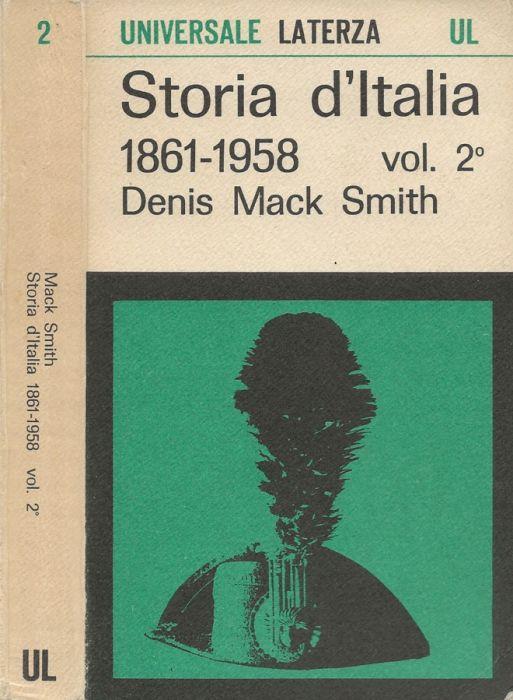 2
Mack Smith
Storia d'Italia 1861-1958 vol. 2°
UL
UNIVERSALE LATERZA UL
Storia d'Italia
1861-1958 vol. 2°
Denis Mack Smith